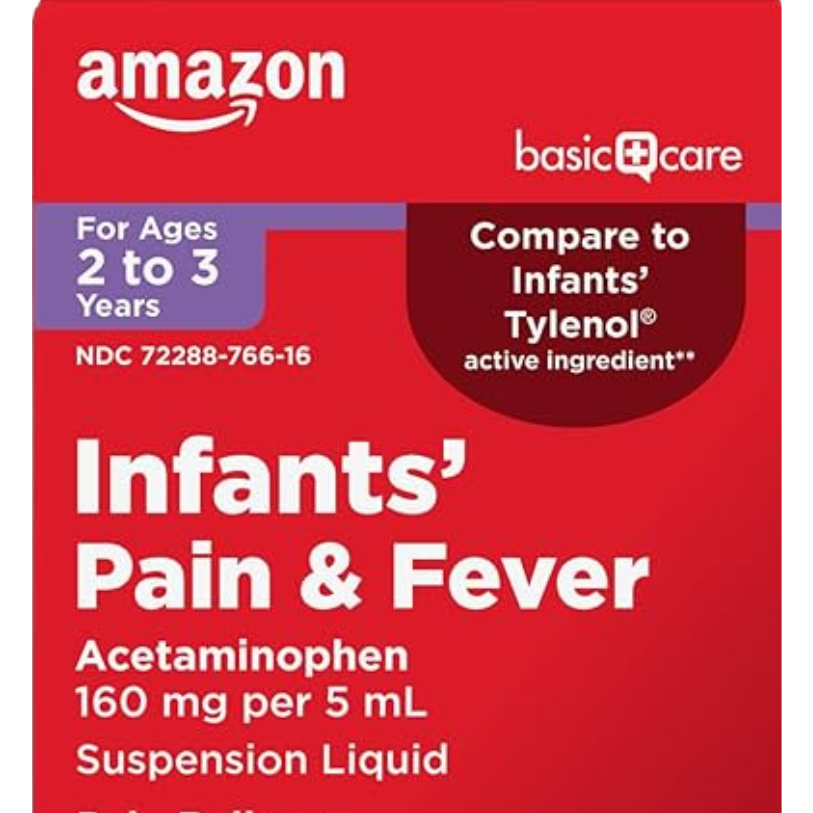 amazon
basic care
For Ages
2 to 3
Years
NDC 72288-766-16
Compare to
Infants’
Tylenol®
active ingredient**
Infants’
Pain & Fever
Acetaminophen
160 mg per 5 mL
Suspension Liquid